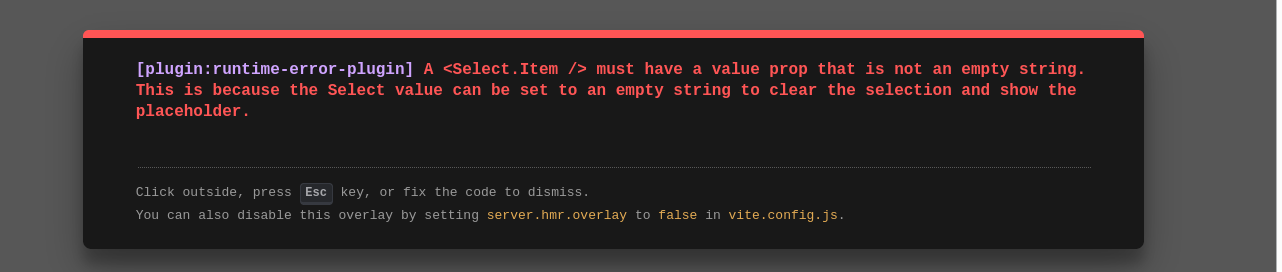 [plugin:runtime-error-plugin] A <Select.Item /> must have a value prop that is not an empty string.
This is because the Select value can be set to an empty string to clear the selection and show the
placeholder.
Click outside, press Esc key, or fix the code to dismiss.
You can also disable this overlay by setting server.hmr.overlay to false in vite.config.js.